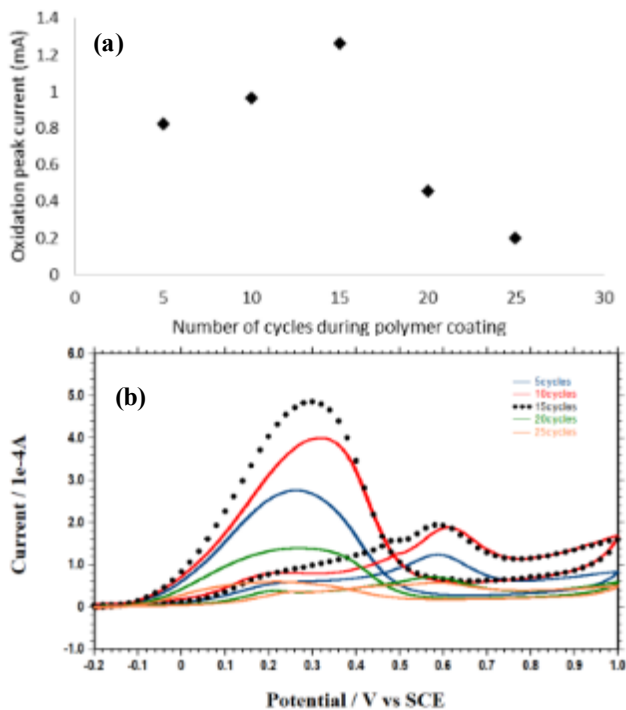 (a)
Oxidation peak current (mA)
1.4
1.2
1
0.8
0.6
0.4
0.2
0
0 5 10 15 20 25 30
Number of cycles during polymer coating
(b)
Current / 1e-4A
6.0
5.0
4.0
3.0
2.0
1.0
0
-1.0
5cycles
10cycles
15cycles
20cycles
25cycles
-0.2 -0.1 0 0.1 0.2 0.3 0.4 0.5 0.6 0.7 0.8 0.9 1.0
Potential / V vs SCE